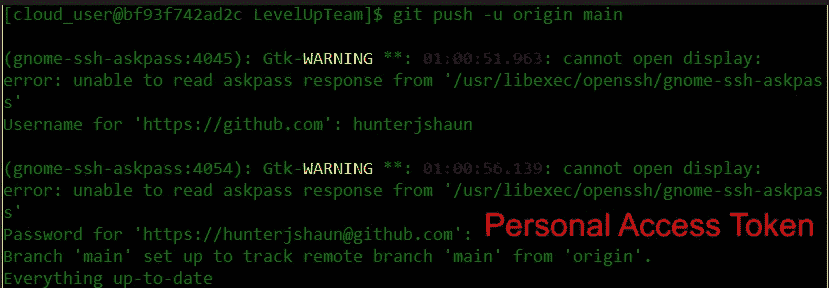 [cloud_user@bf93f742ad2c LevelUpTeam]$ git push -u origin main
(gnome-ssh-askpass:4045): Gtk-WARNING **: 01:00:51.963: cannot open display:
error: unable to read askpass response from '/usr/libexec/openssh/gnome-ssh-askpas
s'
Username for 'https://github.com': hunterjshaun
(gnome-ssh-askpass:4054): Gtk-WARNING **: 01:00:56.139: cannot open display:
error: unable to read askpass response from '/usr/libexec/openssh/gnome-ssh-askpas
s'
Password for 'https://hunterjshaun@github.com': Personal Access Token
Branch 'main' set up to track remote branch 'main' from 'origin'.
Everything up-to-date